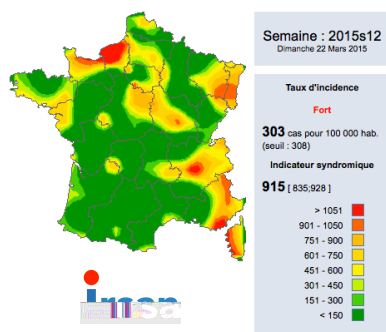 Semaine : 2015s12
Dimanche 22 Mars 2015
Taux d'incidence
Fort
303 cas pour 100 000 hab.
(seuil : 308)
Indicateur syndromique
915 [ 835;928 ]
> 1051
901 - 1050
751 - 900
601 - 750
451 - 600
301 - 450
151 - 300
< 150